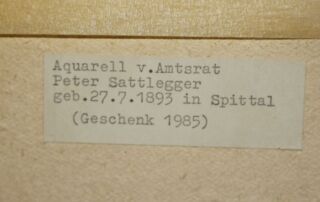 Aquarell v.Amtsrat
Peter Sattlegger
geb.27.7.1893 in Spittal
(Geschenk 1985)